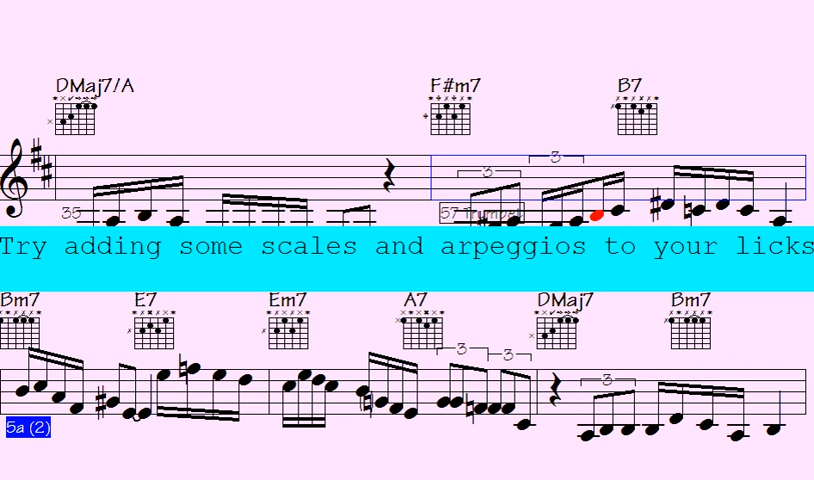 DMaj7/A F#m7 B7
3 3
35 57 Trumpet
Try adding some scales and arpeggios to your licks
Bm7 E7 Em7 A7 DMaj7 Bm7
3 3
3
5a (2)